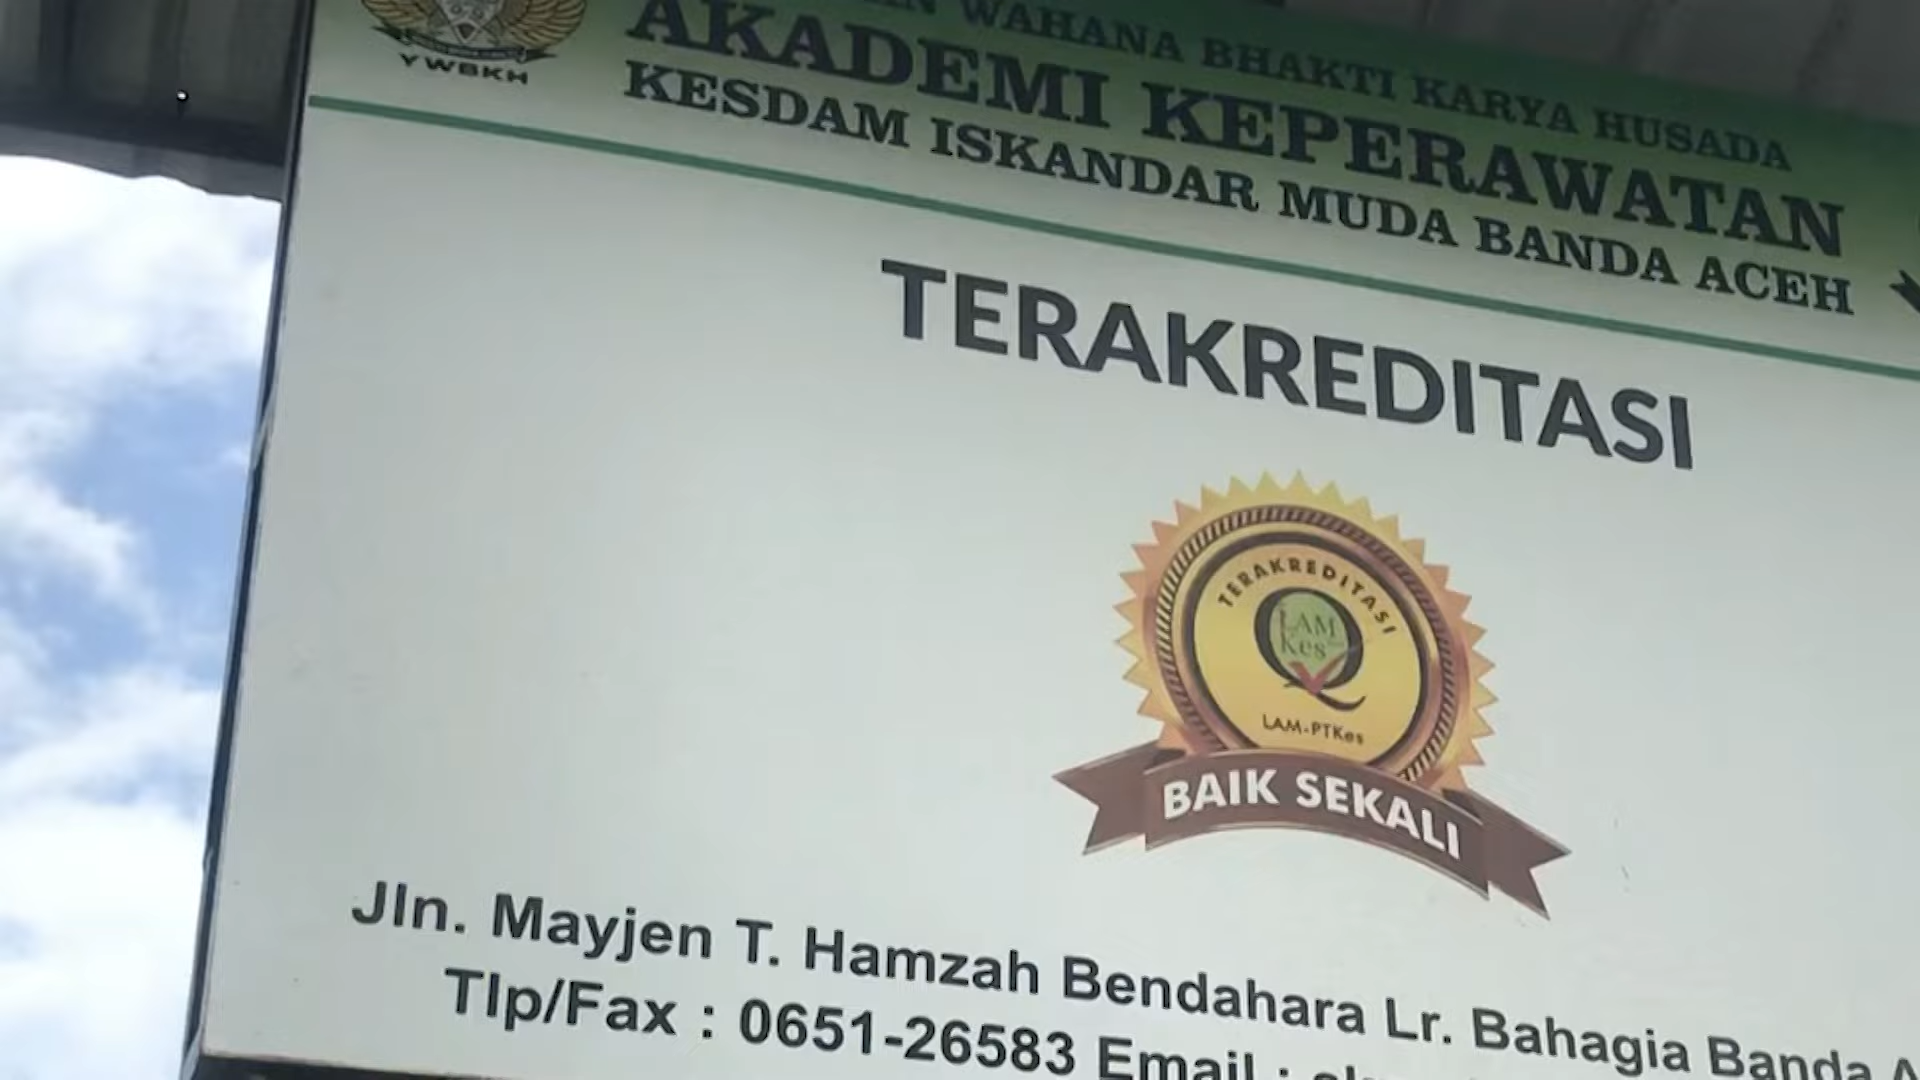 WAHANA BHAKTI KARYA HUSADA
AKADEMI KEPERAWATAN
KESDAM ISKANDAR MUDA BANDA ACEH
YWBKH
TERAKREDITASI
TERAKREDITASI
LAM
Kes
LAM-PTKes
BAIK SEKALI
Jln. Mayjen T. Hamzah Bendahara Lr. Bahagia Banda
Tlp/Fax : 0651-26583 Email :